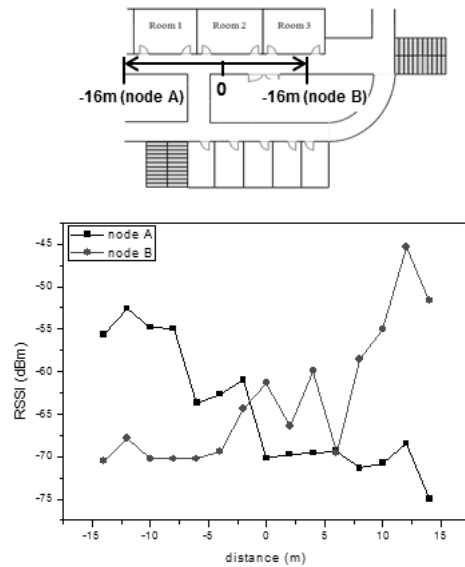 Room 1 Room 2 Room 3
-16m (node A) 0 -16m (node B)
node A
node B
-45
-50
-55
-60
-65
-70
-75
RSSI (dBm)
-15 -10 -5 0 5 10 15
distance (m)